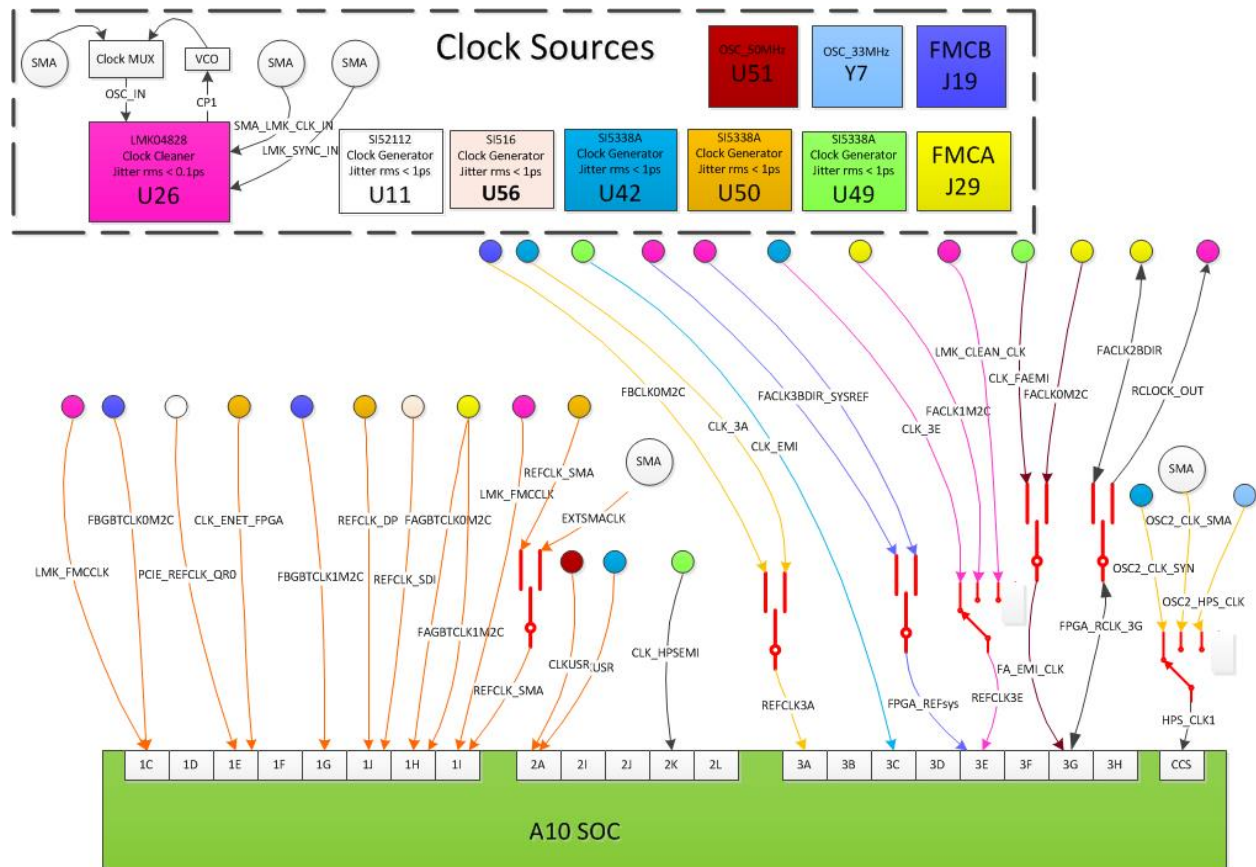 Clock Sources
SMA
Clock MUX
VCO
SMA
SMA
OSC_IN
CP1
SMA_LMK_CLK_IN
LMK_SYNC_IN
LMK04828
Clock Cleaner
Jitter rms < 0.1ps
U26
SI52112
Clock Generator
Jitter rms < 1ps
U11
SI516
Clock Generator
Jitter rms < 1ps
U56
SI5338A
Clock Generator
Jitter rms < 1ps
U42
SI5338A
Clock Generator
Jitter rms < 1ps
U50
SI5338A
Clock Generator
Jitter rms < 1ps
U49
OSC_50MHz
U51
OSC_33MHz
Y7
FMCB
J19
FMCA
J29
FBCLK0M2C
CLK_3A
CLK_EMI
FACLK3BDIR_SYSREF
CLK_3E
FACLK1M2C
LMK_CLEAN_CLK
CLK_FAEMI
FACLK0M2C
FACLK2BDIR
RCLOCK_OUT
LMK_FMCCLK
FBGBTCLK0M2C
PCIE_REFCLK_QR0
CLK_ENET_FPGA
FBGBTCLK1M2C
REFCLK_DP
REFCLK_SDI
FAGBTCLK0M2C
FAGBTCLK1M2C
LMK_FMCCLK
REFCLK_SMA
SMA
EXTSMACLK
REFCLK_SMA
CLKUSR
USR
CLK_HPSEMI
REFCLK3A
FPGA_REFsys
REFCLK3E
FA_EMI_CLK
FPGA_RCLK_3G
SMA
OSC2_CLK_SMA
OSC2_CLK_SYN
OSC2_HPS_CLK
HPS_CLK1
1C
1D
1E
1F
1G
1J
1H
1I
2A
2I
2J
2K
2L
3A
3B
3C
3D
3E
3F
3G
3H
CCS
A10 SOC